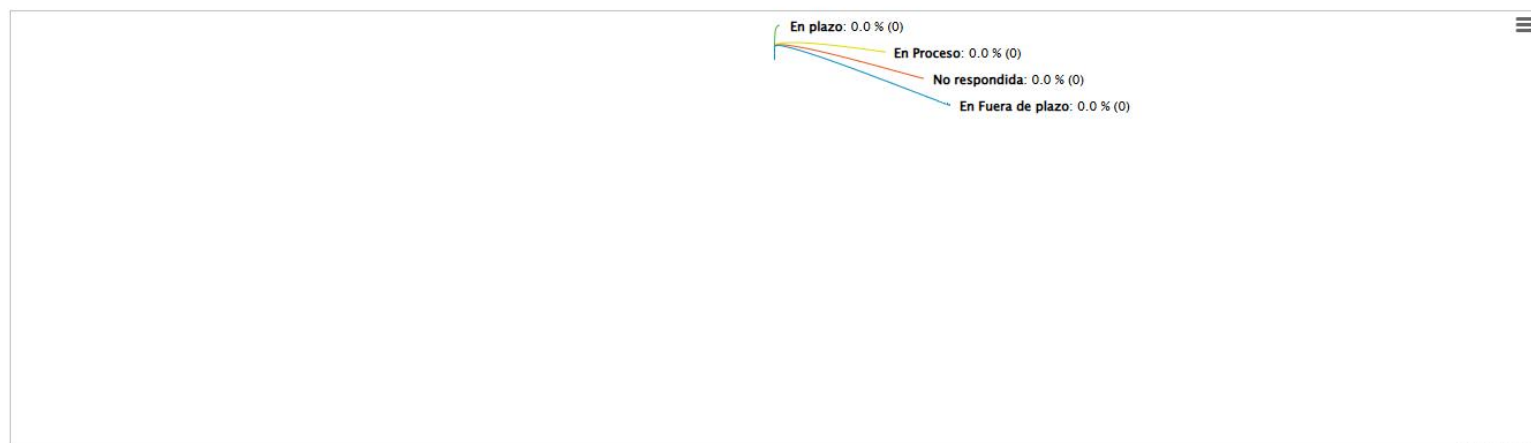 En plazo: 0.0 % (0)
En Proceso: 0.0 % (0)
No respondida: 0.0 % (0)
En Fuera de plazo: 0.0 % (0)